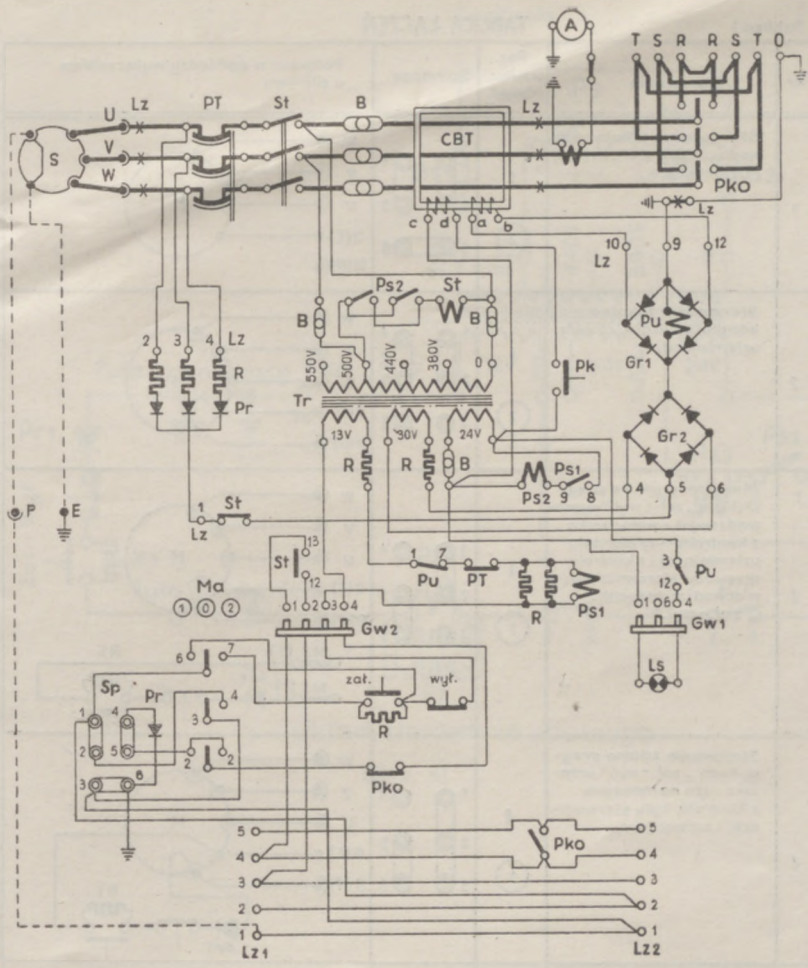 A
T S R R S T 0
U Lz PT St B Lz
CBT
S V
W
Pko
c d a b Lz
10 9 12
Lz
Ps2 St
Pu
B B
Gr1
2 3 4 Lz
550V 500V 440V 380V 0
R
Pk
Tr
Pr
13V 30V 24V
Gr2
R R B
Ps1
Ps2 9 8
4 5 6
1 St
P E
Lz
13
St
12
1 7
Pu PT
R
Ps1
3
Pu
12
Ma
1 0 2
1 2 3 4
Gw2
1 6 4
Gw1
6 7
zał. wył.
Ls
Sp Pr
4
1 4
3
R
2 5
2 2
3 6
Pko
5 Pko 5
4 4
3 3
2 2
1 1
Lz1 Lz2